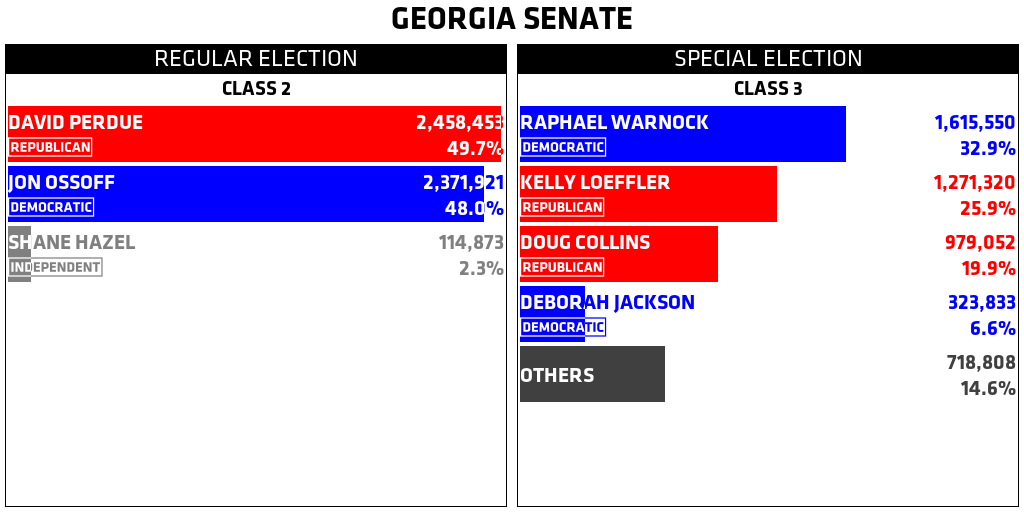 GEORGIA SENATE
REGULAR ELECTION
CLASS 2
DAVID PERDUE 2,458,453
REPUBLICAN 49.7%
JON OSSOFF 2,371,921
DEMOCRATIC 48.0%
SHANE HAZEL 114,873
INDEPENDENT 2.3%
SPECIAL ELECTION
CLASS 3
RAPHAEL WARNOCK 1,615,550
DEMOCRATIC 32.9%
KELLY LOEFFLER 1,271,320
REPUBLICAN 25.9%
DOUG COLLINS 979,052
REPUBLICAN 19.9%
DEBORAH JACKSON 323,833
DEMOCRATIC 6.6%
OTHERS 718,808
14.6%